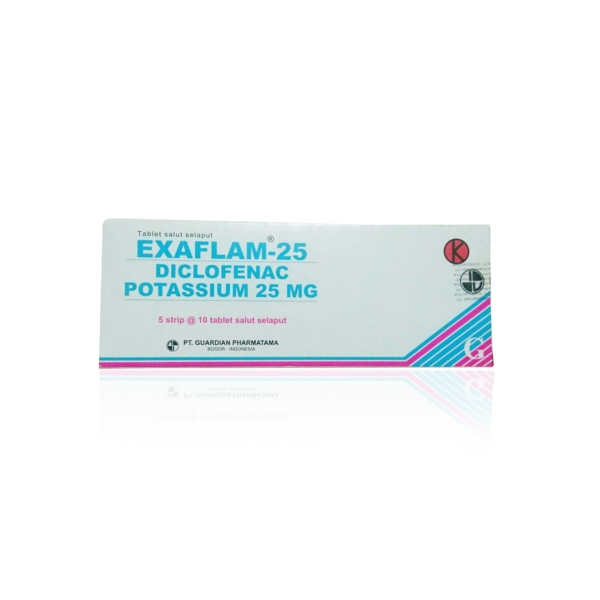 Tablet salut selaput
EXAFLAM®-25
DICLOFENAC
POTASSIUM 25 MG
5 strip @ 10 tablet salut selaput
PT. GUARDIAN PHARMATAMA
BOGOR - INDONESIA
K
G